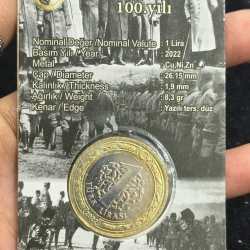 100.yılı
Nominal Değer/Nominal Valute : 1 Lira
Basım Yılı / Year : 2022
Metal : Cu.Ni.Zn
Çap / Diameter : 26.15 mm
Kalınlık / Thickness : 1,9 mm
Ağırlık / Weight : 8,3 gr
Kenar / Edge : Yazılı ters, düz
TÜRK LİRASI